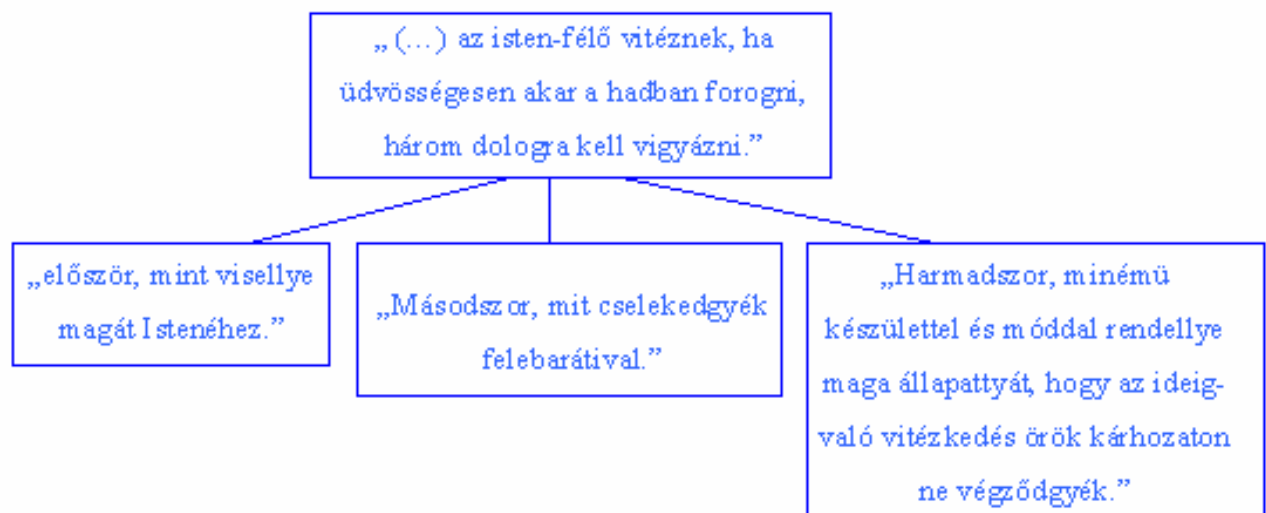 „(…) az isten-félő vitéznek, ha
üdvösségesen akar a hadban forogni,
három dologra kell vigyázni.”
„először, mint visellye
magát Istenéhez.”
„Másodszor, mit cselekedgyék
felebarátival.”
„Harmadszor, minémü
készülettel és móddal rendellye
maga állapattyát, hogy az ideig-
való vitézkedés örök kárhozaton
ne végződgyék.”